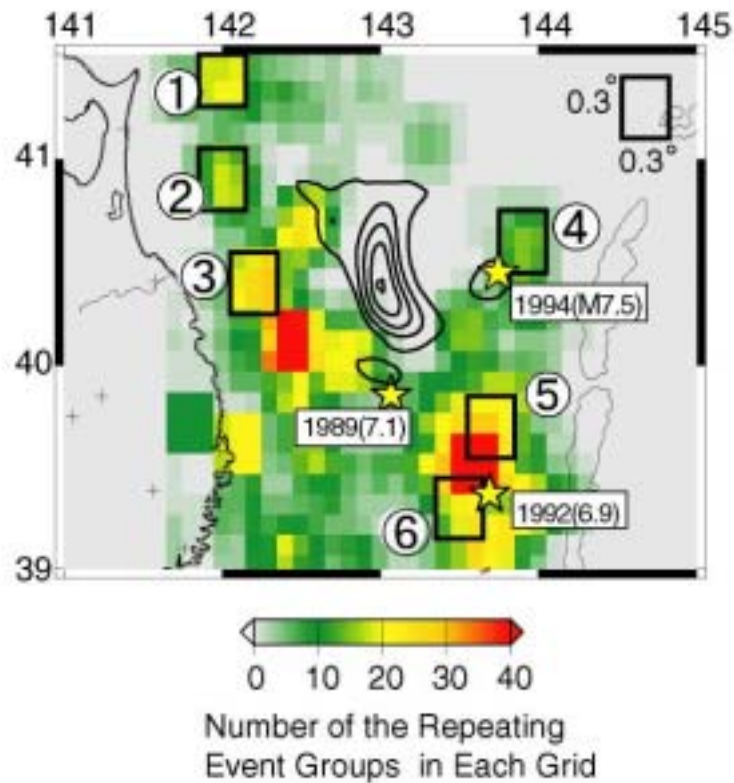 141 142 143 144 145
① 0.3°
41 0.3°
②
④
③
1994(M7.5)
40
⑤
1989(7.1)
1992(6.9)
⑥
39
0 10 20 30 40
Number of the Repeating
Event Groups in Each Grid